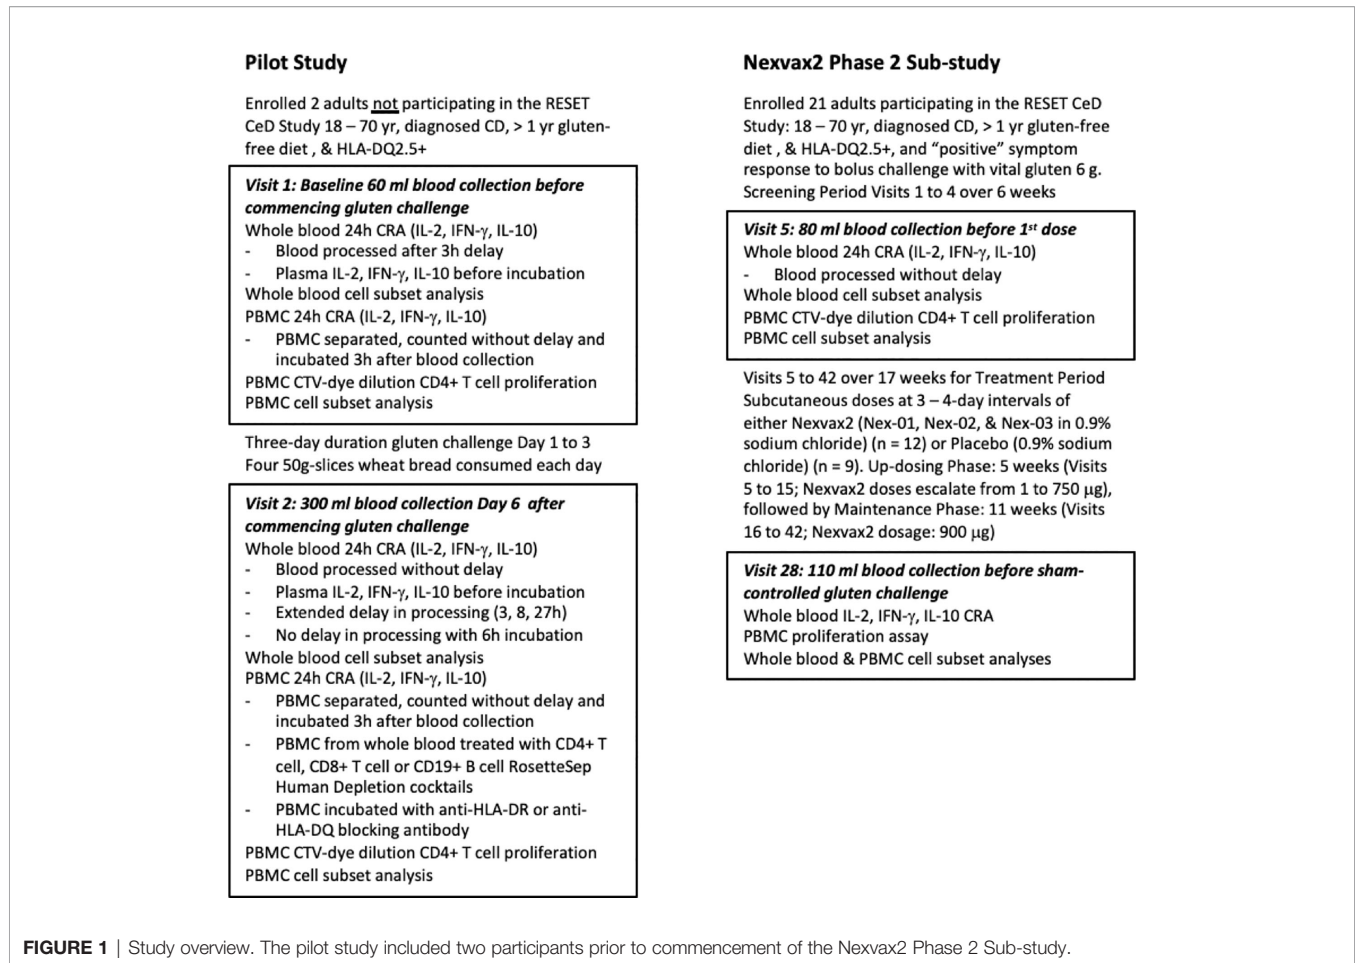 Pilot Study
Enrolled 2 adults not participating in the RESET
CeD Study 18 – 70 yr, diagnosed CD, > 1 yr gluten-
free diet , & HLA-DQ2.5+
Visit 1: Baseline 60 ml blood collection before
commencing gluten challenge
Whole blood 24h CRA (IL-2, IFN-γ, IL-10)
- Blood processed after 3h delay
- Plasma IL-2, IFN-γ, IL-10 before incubation
Whole blood cell subset analysis
PBMC 24h CRA (IL-2, IFN-γ, IL-10)
- PBMC separated, counted without delay and
incubated 3h after blood collection
PBMC CTV-dye dilution CD4+ T cell proliferation
PBMC cell subset analysis
Three-day duration gluten challenge Day 1 to 3
Four 50g-slices wheat bread consumed each day
Visit 2: 300 ml blood collection Day 6 after
commencing gluten challenge
Whole blood 24h CRA (IL-2, IFN-γ, IL-10)
- Blood processed without delay
- Plasma IL-2, IFN-γ, IL-10 before incubation
- Extended delay in processing (3, 8, 27h)
- No delay in processing with 6h incubation
Whole blood cell subset analysis
PBMC 24h CRA (IL-2, IFN-γ, IL-10)
- PBMC separated, counted without delay and
incubated 3h after blood collection
- PBMC from whole blood treated with CD4+ T
cell, CD8+ T cell or CD19+ B cell RosetteSep
Human Depletion cocktails
- PBMC incubated with anti-HLA-DR or anti-
HLA-DQ blocking antibody
PBMC CTV-dye dilution CD4+ T cell proliferation
PBMC cell subset analysis
Nexvax2 Phase 2 Sub-study
Enrolled 21 adults participating in the RESET CeD
Study: 18 – 70 yr, diagnosed CD, > 1 yr gluten-free
diet , & HLA-DQ2.5+, and “positive” symptom
response to bolus challenge with vital gluten 6 g.
Screening Period Visits 1 to 4 over 6 weeks
Visit 5: 80 ml blood collection before 1st dose
Whole blood 24h CRA (IL-2, IFN-γ, IL-10)
- Blood processed without delay
Whole blood cell subset analysis
PBMC CTV-dye dilution CD4+ T cell proliferation
PBMC cell subset analysis
Visits 5 to 42 over 17 weeks for Treatment Period
Subcutaneous doses at 3 – 4-day intervals of
either Nexvax2 (Nex-01, Nex-02, & Nex-03 in 0.9%
sodium chloride) (n = 12) or Placebo (0.9% sodium
chloride) (n = 9). Up-dosing Phase: 5 weeks (Visits
5 to 15; Nexvax2 doses escalate from 1 to 750 μg),
followed by Maintenance Phase: 11 weeks (Visits
16 to 42; Nexvax2 dosage: 900 μg)
Visit 28: 110 ml blood collection before sham-
controlled gluten challenge
Whole blood IL-2, IFN-γ, IL-10 CRA
PBMC proliferation assay
Whole blood & PBMC cell subset analyses
FIGURE 1 | Study overview. The pilot study included two participants prior to commencement of the Nexvax2 Phase 2 Sub-study.